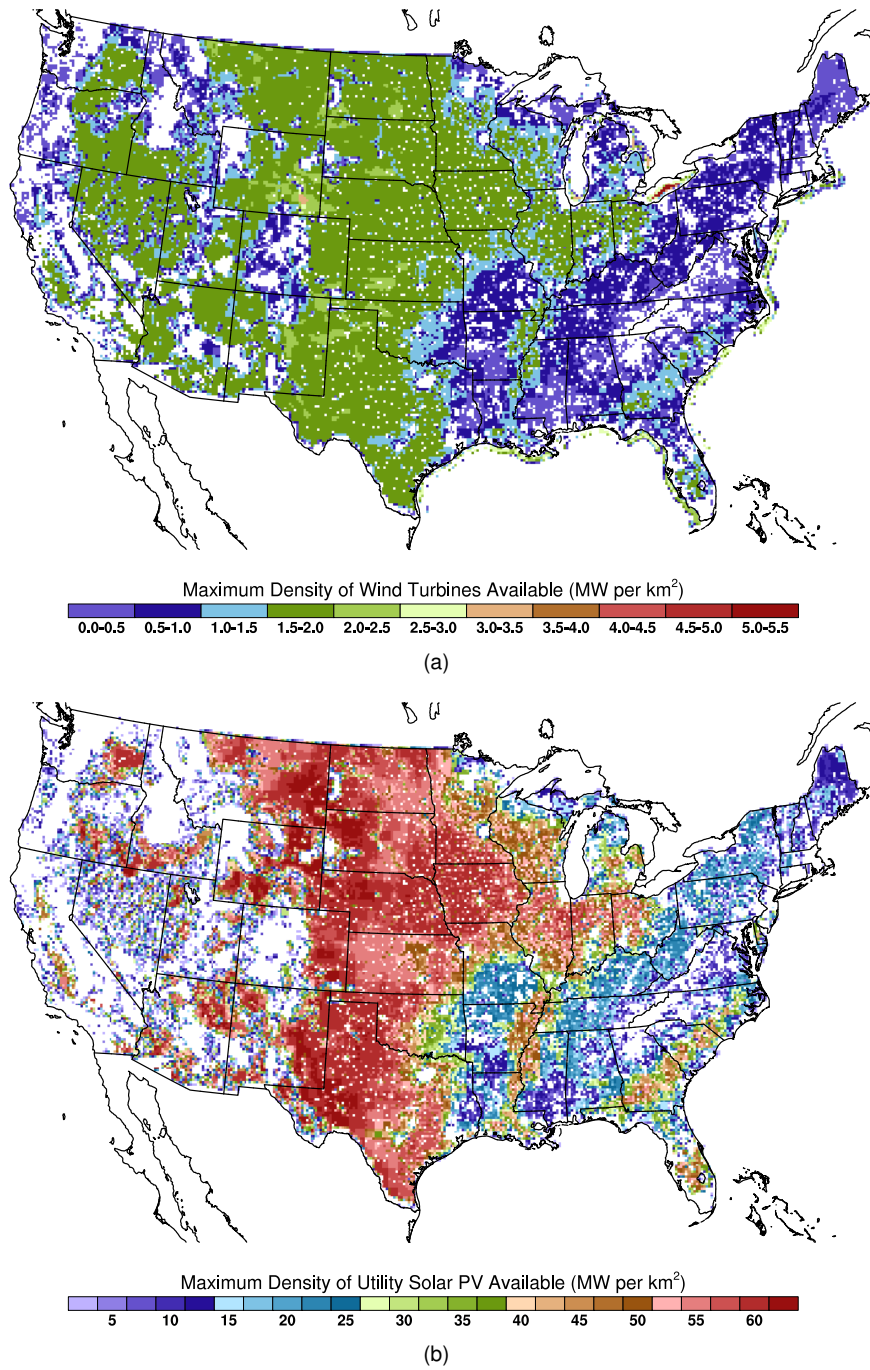 Maximum Density of Wind Turbines Available (MW per km²)
0.0-0.5 0.5-1.0 1.0-1.5 1.5-2.0 2.0-2.5 2.5-3.0 3.0-3.5 3.5-4.0 4.0-4.5 4.5-5.0 5.0-5.5
(a)
Maximum Density of Utility Solar PV Available (MW per km²)
5 10 15 20 25 30 35 40 45 50 55 60
(b)